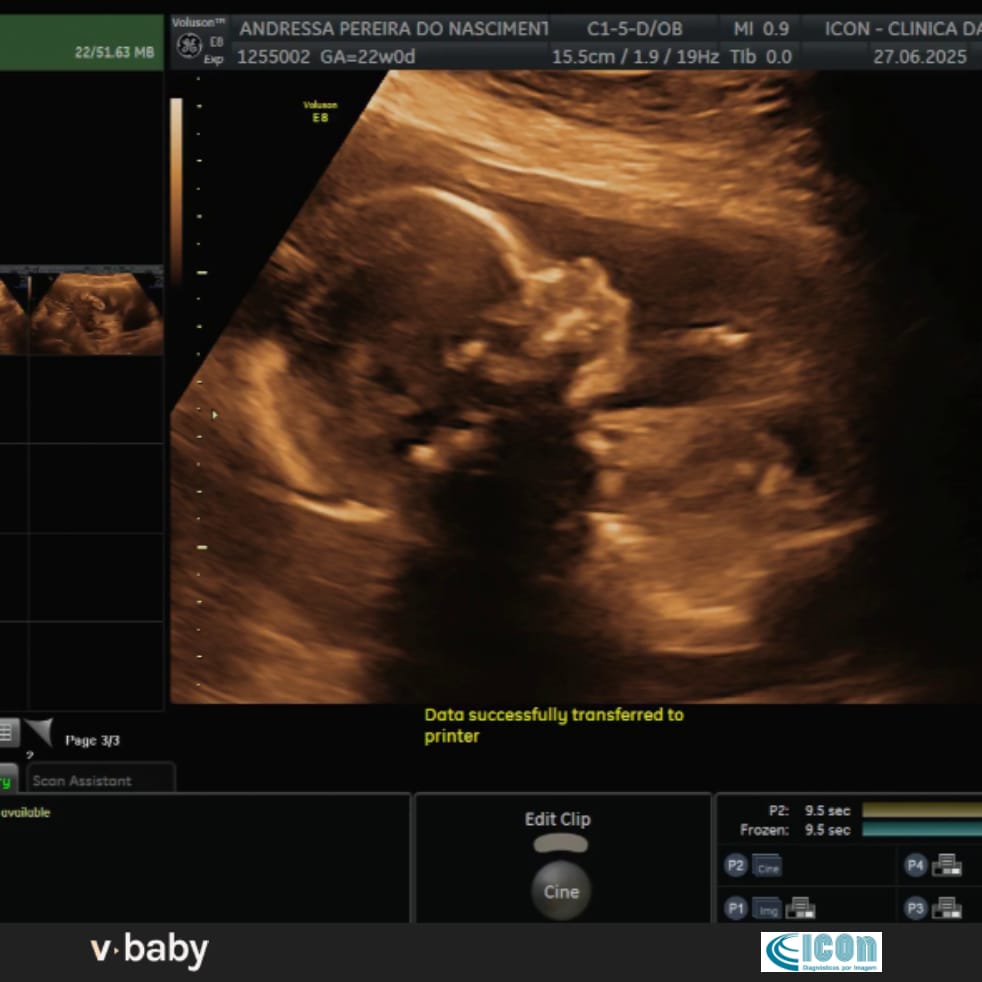 22/51.63 MB
Voluson™
E8
Exp
ANDRESSA PEREIRA DO NASCIMENT
C1-5-D/OB
MI 0.9
ICON - CLINICA DA
1255002 GA=22w0d
15.5cm / 1.9 / 19Hz
TIb 0.0
27.06.2025
Voluson
E8
Data successfully transferred to
printer
2
Page 3/3
ry
Scan Assistant
available
Edit Clip
Cine
P2: 9.5 sec
Frozen: 9.5 sec
P2 Cine
P4
P1 Img
P3
v·baby
ICON
Diagnósticos por Imagem